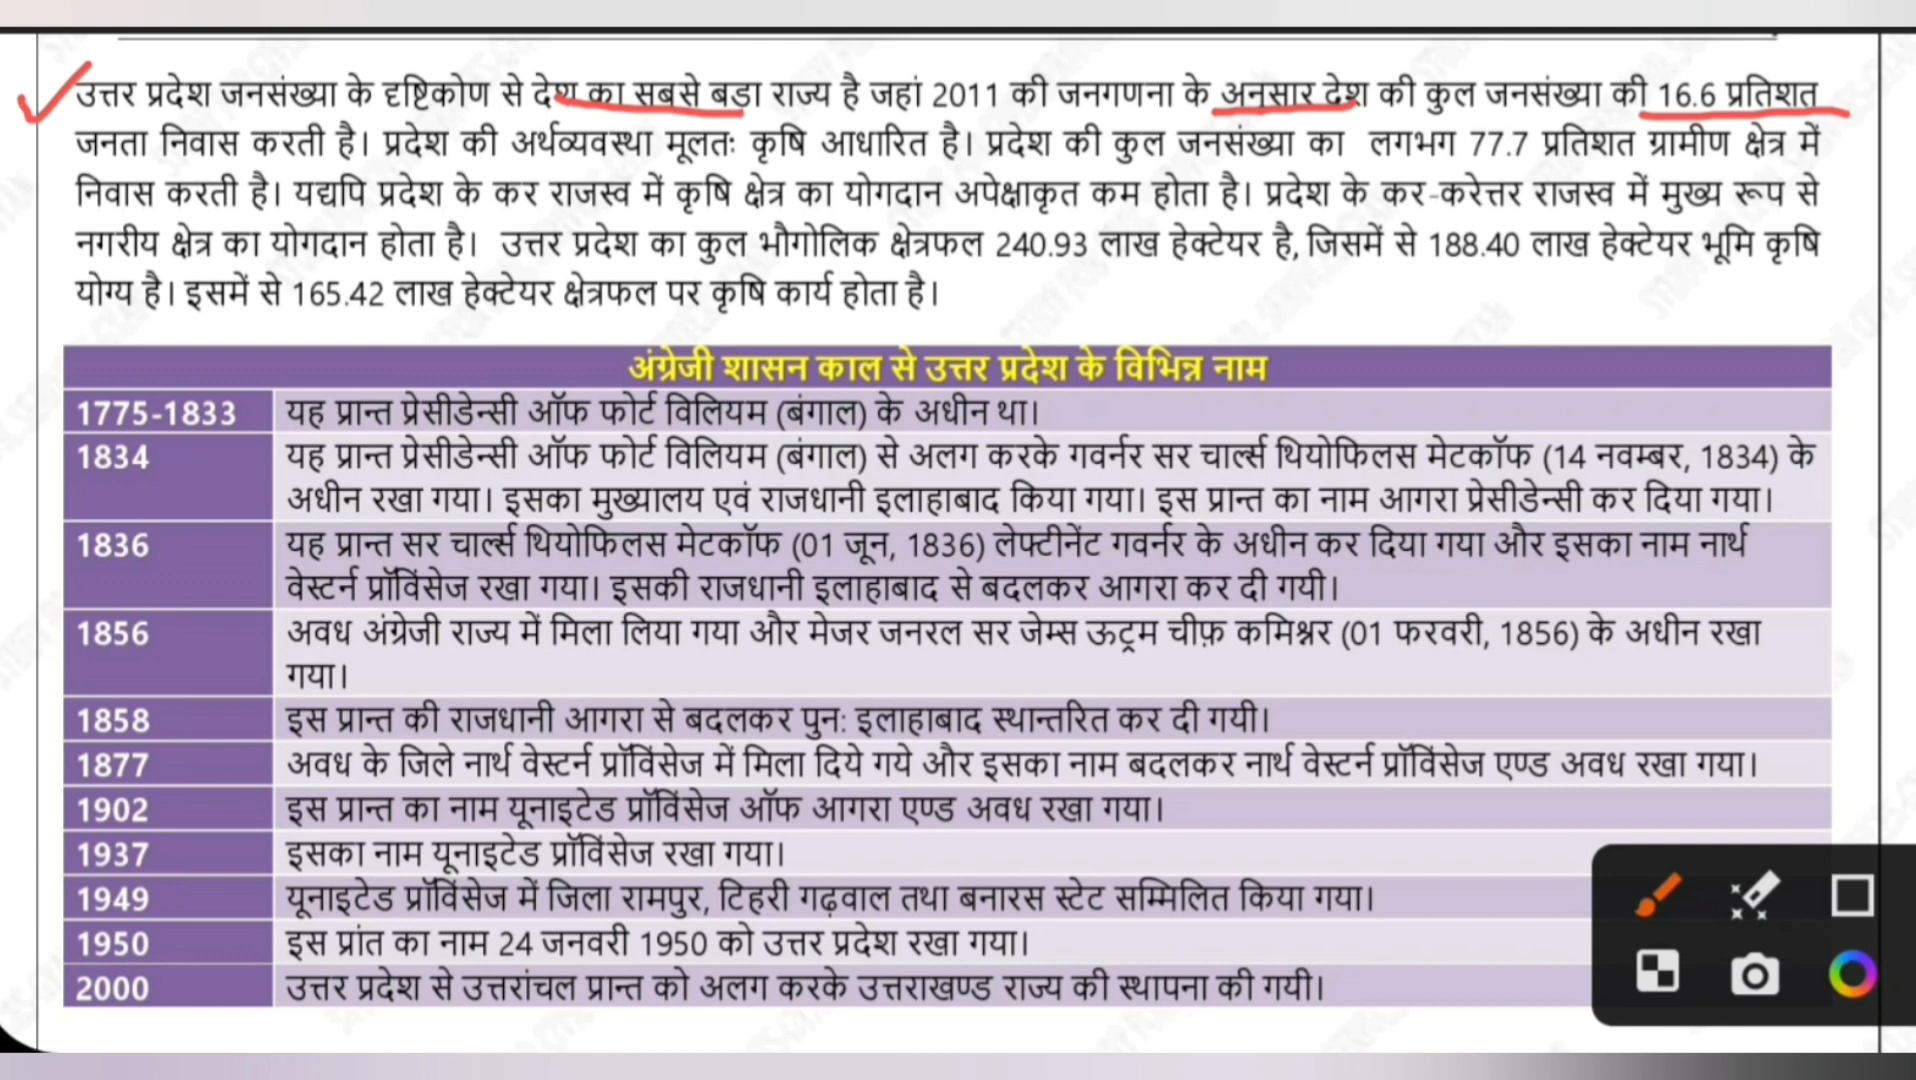 उत्तर प्रदेश जनसंख्या के दृष्टिकोण से देश का सबसे बड़ा राज्य है जहां 2011 की जनगणना के अनुसार देश की कुल जनसंख्या की 16.6 प्रतिशत
जनता निवास करती है। प्रदेश की अर्थव्यवस्था मूलतः कृषि आधारित है। प्रदेश की कुल जनसंख्या का लगभग 77.7 प्रतिशत ग्रामीण क्षेत्र में
निवास करती है। यद्यपि प्रदेश के कर राजस्व में कृषि क्षेत्र का योगदान अपेक्षाकृत कम होता है। प्रदेश के कर-करेत्तर राजस्व में मुख्य रूप से
नगरीय क्षेत्र का योगदान होता है। उत्तर प्रदेश का कुल भौगोलिक क्षेत्रफल 240.93 लाख हेक्टेयर है, जिसमें से 188.40 लाख हेक्टेयर भूमि कृषि
योग्य है। इसमें से 165.42 लाख हेक्टेयर क्षेत्रफल पर कृषि कार्य होता है।
अंग्रेजी शासन काल से उत्तर प्रदेश के विभिन्न नाम
1775-1833 यह प्रान्त प्रेसीडेन्सी ऑफ फोर्ट विलियम (बंगाल) के अधीन था।
1834 यह प्रान्त प्रेसीडेन्सी ऑफ फोर्ट विलियम (बंगाल) से अलग करके गवर्नर सर चार्ल्स थियोफिलस मेटकॉफ (14 नवम्बर, 1834) के
अधीन रखा गया। इसका मुख्यालय एवं राजधानी इलाहाबाद किया गया। इस प्रान्त का नाम आगरा प्रेसीडेन्सी कर दिया गया।
1836 यह प्रान्त सर चार्ल्स थियोफिलस मेटकॉफ (01 जून, 1836) लेफ्टीनेंट गवर्नर के अधीन कर दिया गया और इसका नाम नार्थ
वेस्टर्न प्रॉविंसेज रखा गया। इसकी राजधानी इलाहाबाद से बदलकर आगरा कर दी गयी।
1856 अवध अंग्रेजी राज्य में मिला लिया गया और मेजर जनरल सर जेम्स ऊट्रम चीफ़ कमिश्नर (01 फरवरी, 1856) के अधीन रखा
गया।
1858 इस प्रान्त की राजधानी आगरा से बदलकर पुन: इलाहाबाद स्थान्तरित कर दी गयी।
1877 अवध के जिले नार्थ वेस्टर्न प्रॉविंसेज में मिला दिये गये और इसका नाम बदलकर नार्थ वेस्टर्न प्रॉविंसेज एण्ड अवध रखा गया।
1902 इस प्रान्त का नाम यूनाइटेड प्रॉविंसेज ऑफ आगरा एण्ड अवध रखा गया।
1937 इसका नाम यूनाइटेड प्रॉविंसेज रखा गया।
1949 यूनाइटेड प्रॉविंसेज में जिला रामपुर, टिहरी गढ़वाल तथा बनारस स्टेट सम्मिलित किया गया।
1950 इस प्रांत का नाम 24 जनवरी 1950 को उत्तर प्रदेश रखा गया।
2000 उत्तर प्रदेश से उत्तरांचल प्रान्त को अलग करके उत्तराखण्ड राज्य की स्थापना की गयी।